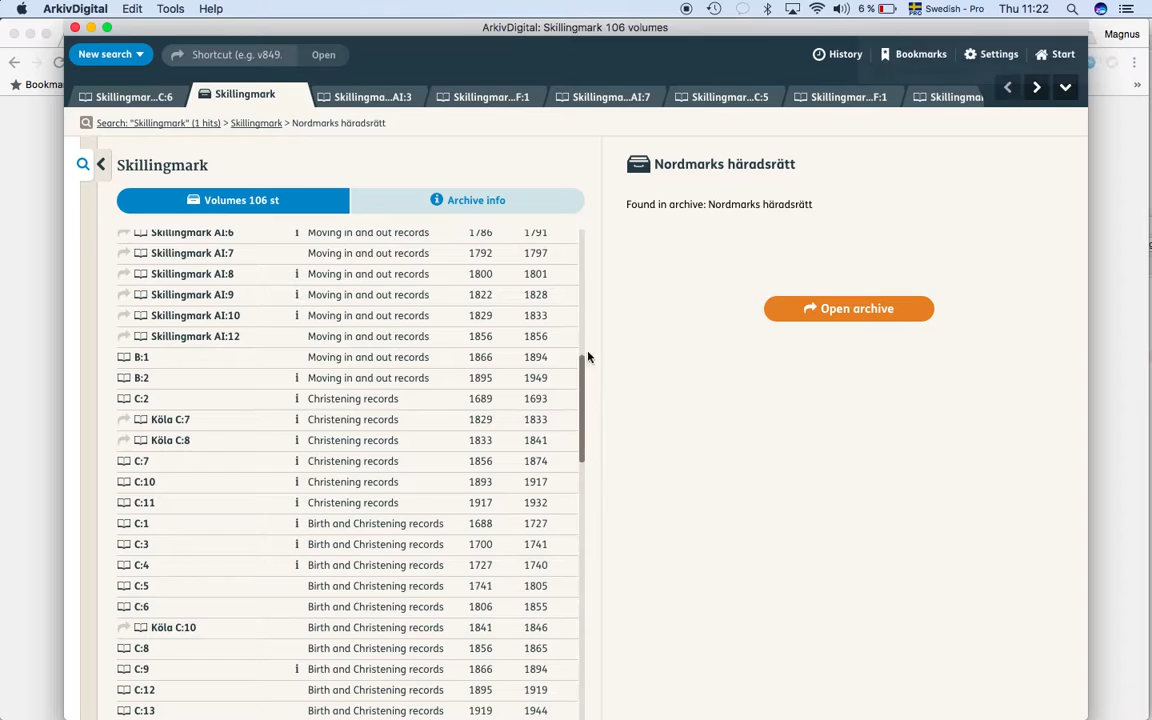 ArkivDigital Edit Tools Help 6 % Swedish - Pro Thu 11:22
ArkivDigital: Skillingmark 106 volumes
Magnus
New search Shortcut (e.g. v849. Open History Bookmarks Settings Start
Bookma
Skillingmar...C:6 Skillingmark Skillingma...AI:3 Skillingmar...F:1 Skillingma...AI:7 Skillingmar...C:5 Skillingmar...F:1 Skillingma
Search: "Skillingmark" (1 hits) > Skillingmark > Nordmarks häradsrätt
Skillingmark
Nordmarks häradsrätt
Volumes 106 st Archive info
Found in archive: Nordmarks häradsrätt
Open archive
Skillingmark AI:6 i Moving in and out records 1786 1791
Skillingmark AI:7 Moving in and out records 1792 1797
Skillingmark AI:8 i Moving in and out records 1800 1801
Skillingmark AI:9 i Moving in and out records 1822 1828
Skillingmark AI:10 i Moving in and out records 1829 1833
Skillingmark AI:12 Moving in and out records 1856 1856
B:1 Moving in and out records 1866 1894
B:2 i Moving in and out records 1895 1949
C:2 i Christening records 1689 1693
Köla C:7 i Christening records 1829 1833
Köla C:8 i Christening records 1833 1841
C:7 i Christening records 1856 1874
C:10 i Christening records 1893 1917
C:11 i Christening records 1917 1932
C:1 i Birth and Christening records 1688 1727
C:3 i Birth and Christening records 1700 1741
C:4 i Birth and Christening records 1727 1740
C:5 Birth and Christening records 1741 1805
C:6 Birth and Christening records 1806 1855
Köla C:10 Birth and Christening records 1841 1846
C:8 Birth and Christening records 1856 1865
C:9 i Birth and Christening records 1866 1894
C:12 Birth and Christening records 1895 1919
C:13 Birth and Christening records 1919 1944